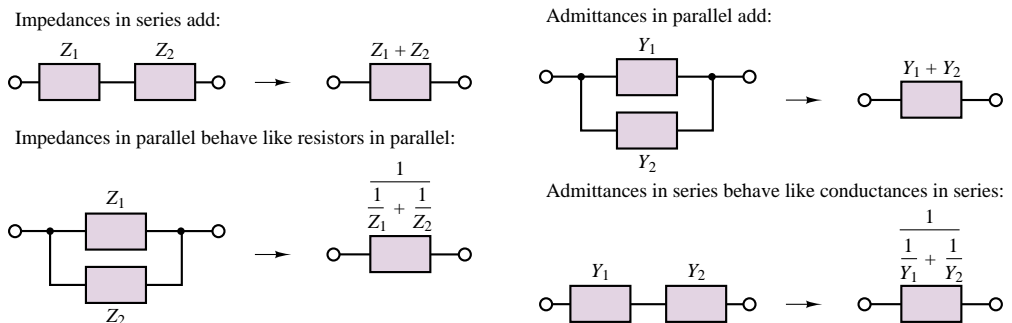 Impedances in series add:
Z1 Z2 Z1 + Z2
Impedances in parallel behave like resistors in parallel:
Z1
Z2
1
1 1
+
Z1 Z2
Admittances in parallel add:
Y1
Y2
Y1 + Y2
Admittances in series behave like conductances in series:
Y1 Y2
1
1 1
+
Y1 Y2